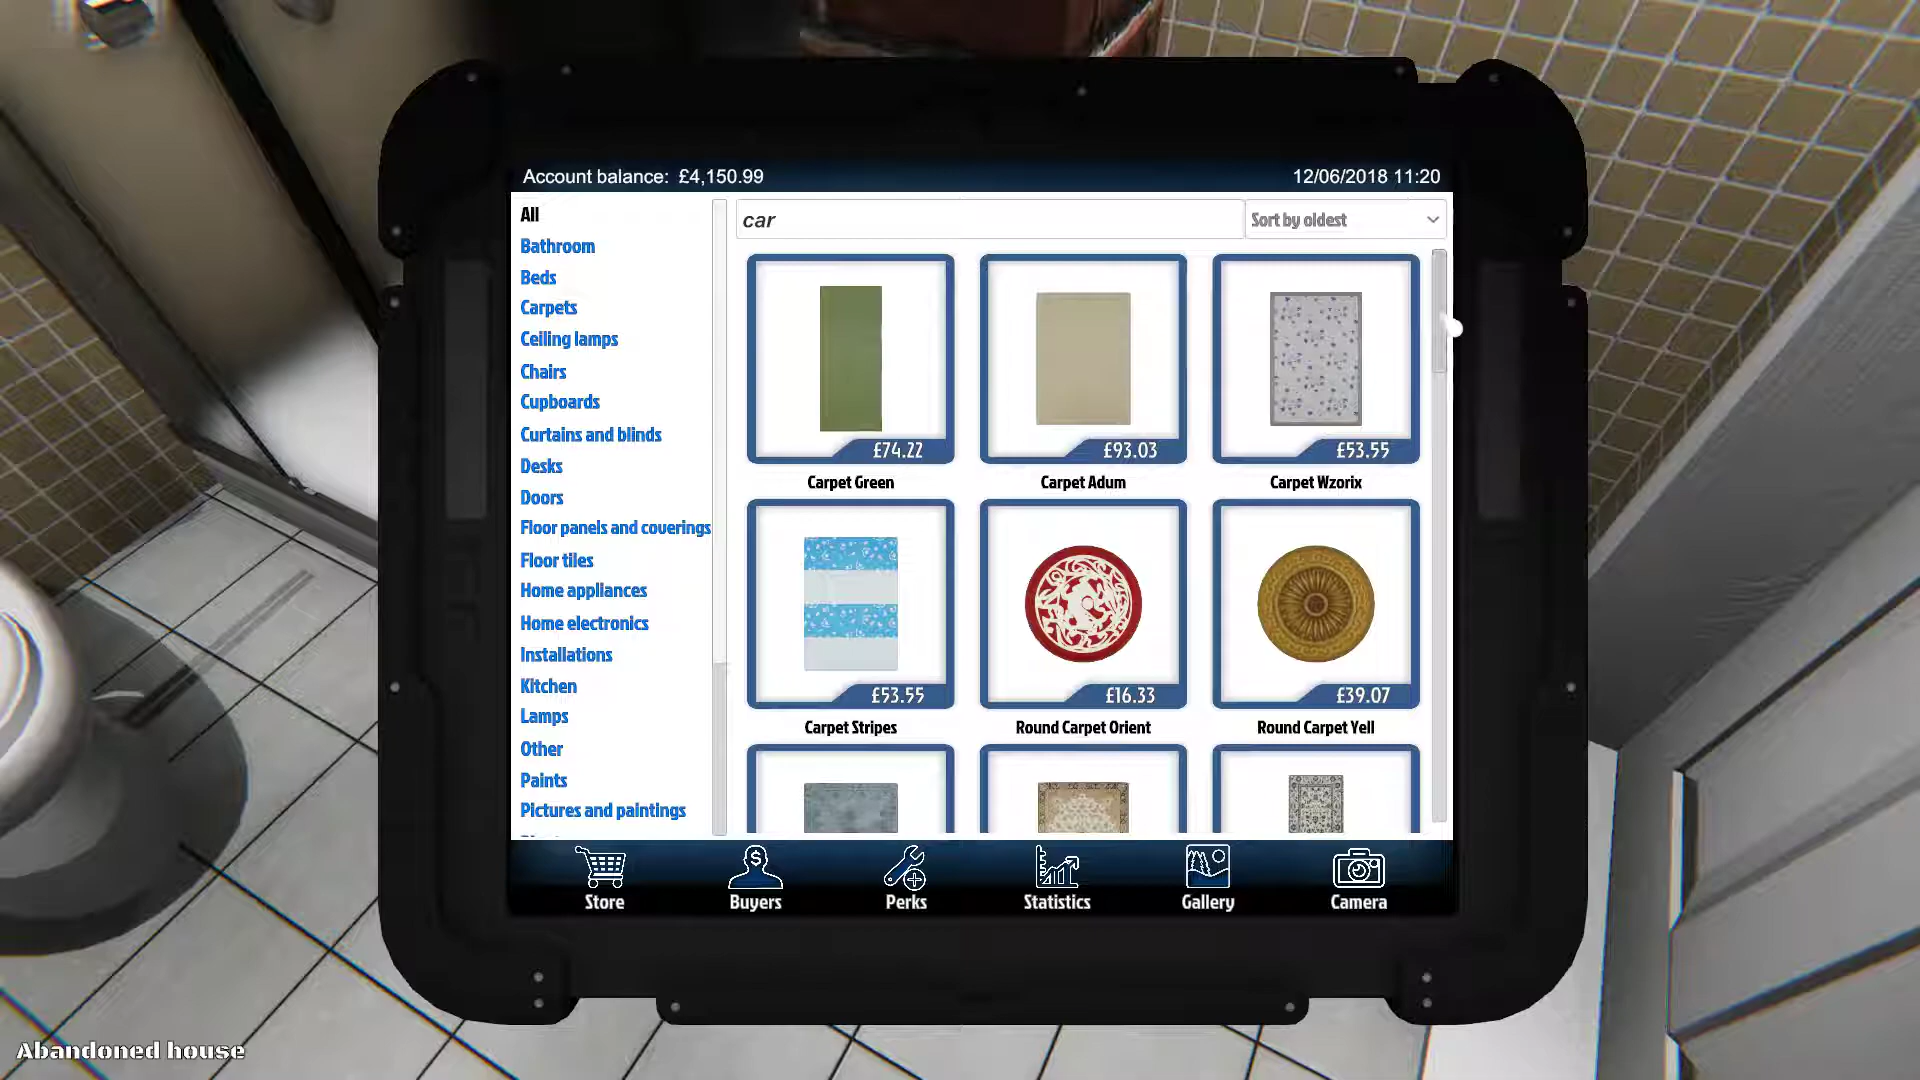 Account balance: £4,150.99
12/06/2018 11:20
All
Bathroom
Beds
Carpets
Ceiling lamps
Chairs
Cupboards
Curtains and blinds
Desks
Doors
Floor panels and coverings
Floor tiles
Home appliances
Home electronics
Installations
Kitchen
Lamps
Other
Paints
Pictures and paintings
car
Sort by oldest
£74.22
£93.03
£53.55
Carpet Green
Carpet Adum
Carpet Wzorix
£53.55
£16.33
£39.07
Carpet Stripes
Round Carpet Orient
Round Carpet Yell
Store
Buyers
Perks
Statistics
Gallery
Camera
Abandoned house